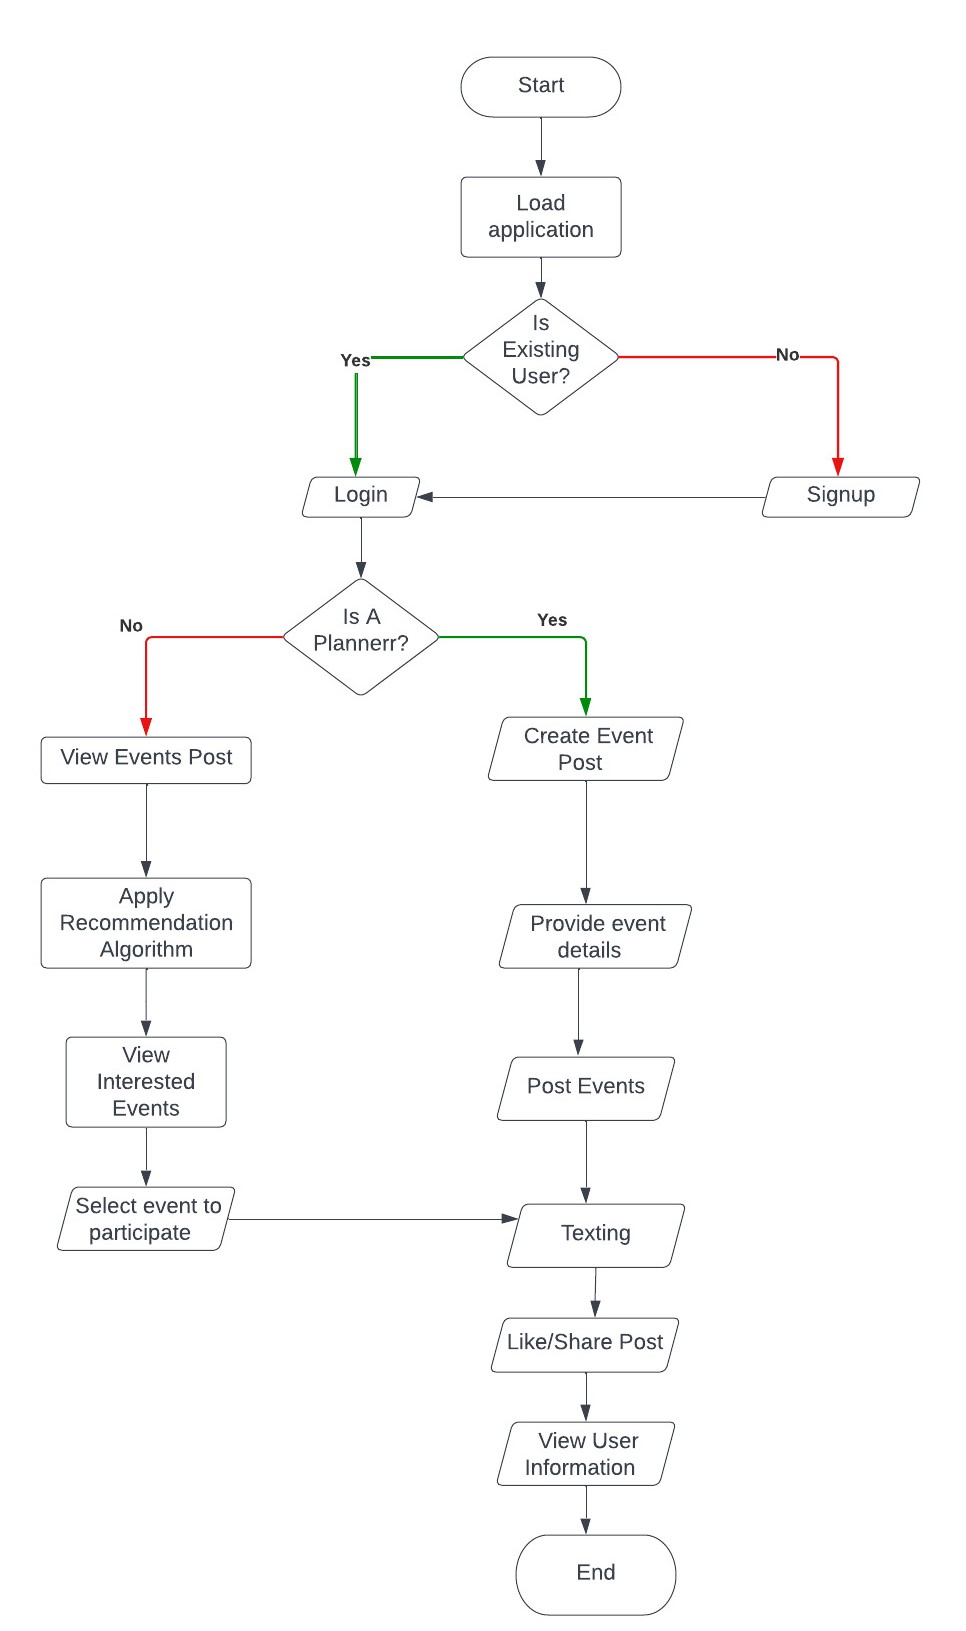 Start
Load
application
Is
Existing
User?
Yes
No
Login
Signup
Is A
Plannerr?
No
Yes
View Events Post
Create Event
Post
Apply
Recommendation
Algorithm
Provide event
details
View
Interested
Events
Post Events
Select event to
participate
Texting
Like/Share Post
View User
Information
End